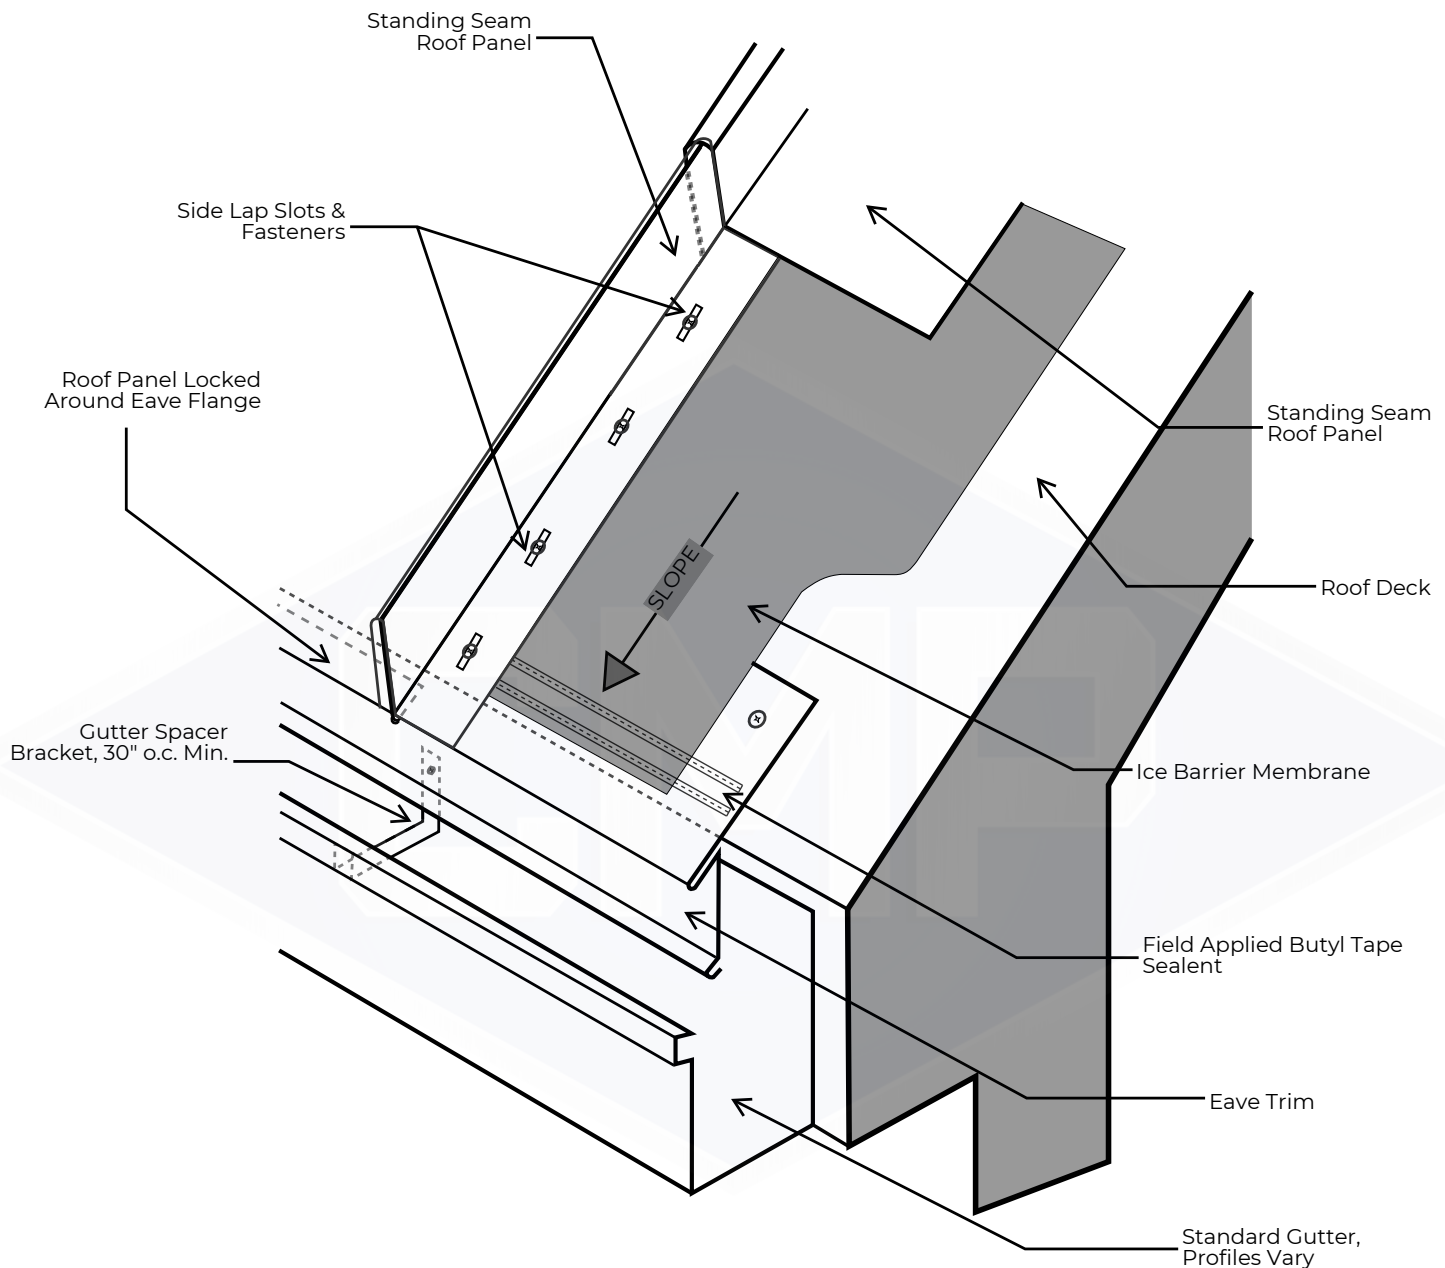 Standing Seam
Roof Panel
Side Lap Slots &
Fasteners
Roof Panel Locked
Around Eave Flange
Standing Seam
Roof Panel
SLOPE
Roof Deck
Gutter Spacer
Bracket, 30" o.c. Min.
Ice Barrier Membrane
Field Applied Butyl Tape
Sealent
Eave Trim
Standard Gutter,
Profiles Vary